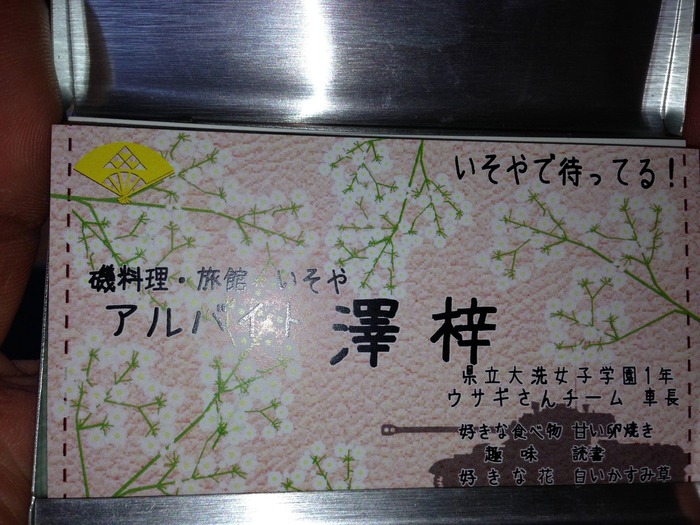 いそやで待ってる！
磯料理・旅館 いそや
アルバイト 澤 梓
県立大洗女子学園1年
ウサギさんチーム 車長
好きな食べ物 甘い卵焼き
趣味 読書
好きな花 白いかすみ草